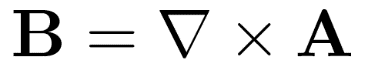 𝐁 = ∇ × 𝐀